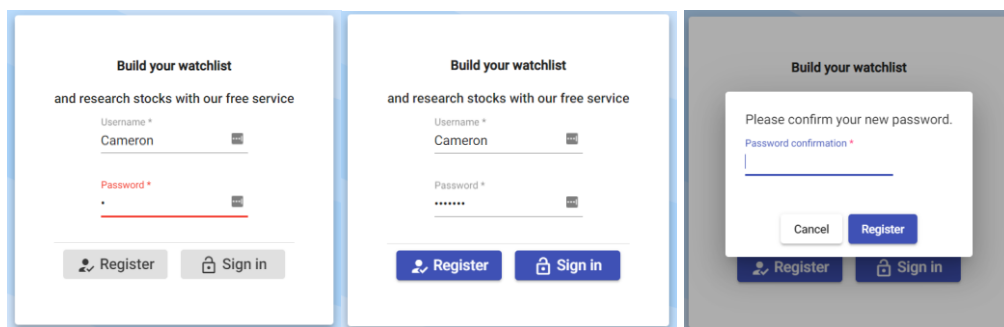 Build your watchlist
and research stocks with our free service
Username *
Cameron
Password *
•
Register
Sign in
Build your watchlist
and research stocks with our free service
Username *
Cameron
Password *
•••••••
Register
Sign in
Build your watchlist
Please confirm your new password.
Password confirmation *
Cancel
Register
Register
Sign in